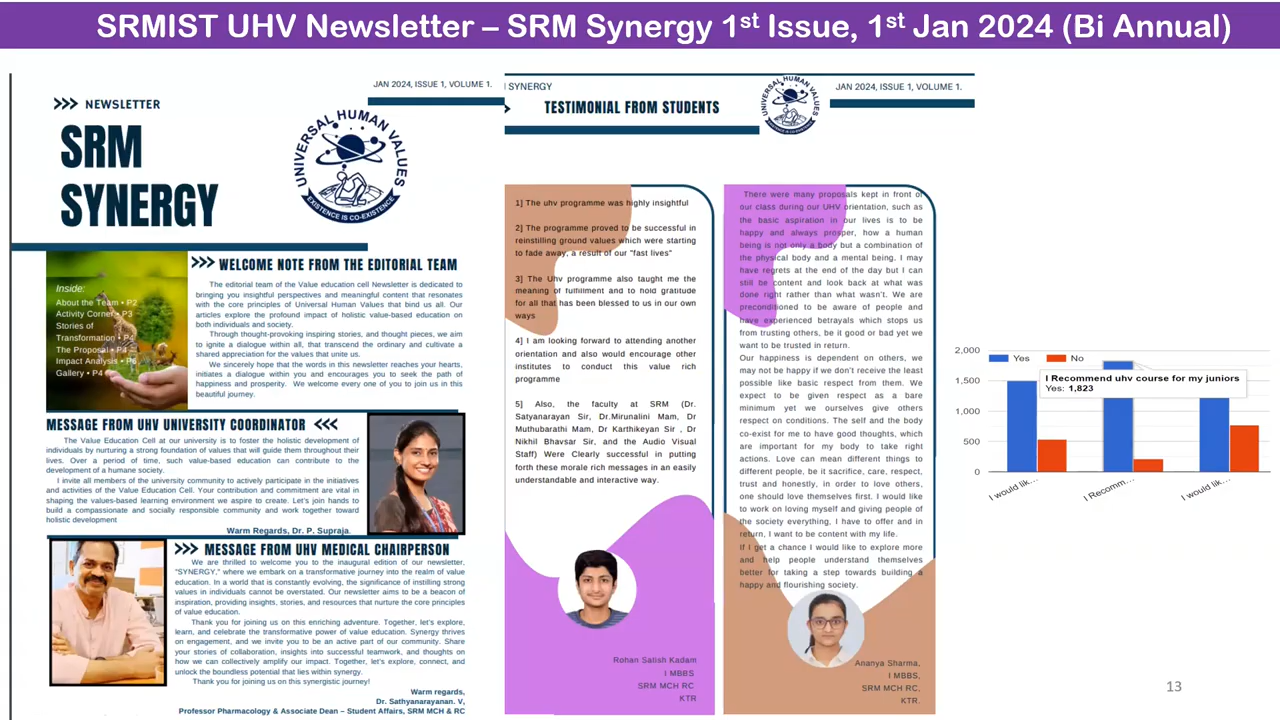 SRMIST UHV Newsletter – SRM Synergy 1st Issue, 1st Jan 2024 (Bi Annual)
JAN 2024, ISSUE 1, VOLUME 1.
>>> NEWSLETTER
SRM
SYNERGY
UNIVERSAL HUMAN VALUES
EXISTENCE IS CO-EXISTENCE
Inside:
About the Team • P2
Activity Corner • P3
Stories of
Transformation • P4
The Proposal • P4
Impact Analysis • P6
Gallery • P4
>>> WELCOME NOTE FROM THE EDITORIAL TEAM
The editorial team of the Value education cell Newsletter is dedicated to
bringing you insightful perspectives and meaningful content that resonates
with the core principles of Universal Human Values that bind us all. Our
articles explore the profound impact of holistic value-based education on
both individuals and society.
Through thought-provoking inspiring stories, and thought pieces, we aim
to ignite a dialogue within all, that transcend the ordinary and cultivate a
shared appreciation for the values that unite us.
We sincerely hope that the words in this newsletter reaches your hearts,
initiates a dialogue within you and encourages you to seek the path of
happiness and prosperity. We welcome every one of you to join us in this
beautiful journey.
MESSAGE FROM UHV UNIVERSITY COORDINATOR <<<
The Value Education Cell at our university is to foster the holistic development of
individuals by nurturing a strong foundation of values that will guide them throughout their
lives. Over a period of time, such value-based education can contribute to the
development of a humane society.
I invite all members of the university community to actively participate in the initiatives
and activities of the Value Education Cell. Your contribution and commitment are vital in
shaping the values-based learning environment we aspire to create. Let's join hands to
build a compassionate and socially responsible community and work together toward
holistic development
Warm Regards, Dr. P. Supraja.
>>> MESSAGE FROM UHV MEDICAL CHAIRPERSON
We are thrilled to welcome you to the inaugural edition of our newsletter,
"SYNERGY," where we embark on a transformative journey into the realm of value
education. In a world that is constantly evolving, the significance of instilling strong
values in individuals cannot be overstated. Our newsletter aims to be a beacon of
inspiration, providing insights, stories, and resources that nurture the core principles
of value education.
Thank you for joining us on this enriching adventure. Together, let's explore,
learn, and celebrate the transformative power of value education. Synergy thrives
on engagement, and we invite you to be an active part of our community. Share
your stories of collaboration, insights into successful teamwork, and thoughts on
how we can collectively amplify our impact. Together, let's explore, connect, and
unlock the boundless potential that lies within synergy.
Thank you for joining us on this synergistic journey!
Warm regards,
Dr. Sathyanarayanan. V,
Professor Pharmacology & Associate Dean – Student Affairs, SRM MCH & RC
SYNERGY
TESTIMONIAL FROM STUDENTS
UNIVERSAL HUMAN VALUES
EXISTENCE IS CO-EXISTENCE
JAN 2024, ISSUE 1, VOLUME 1.
1] The uhv programme was highly insightful
2] The programme proved to be successful in
reinstilling ground values which were starting
to fade away, a result of our "fast lives"
3] The Uhv programme also taught me the
meaning of fulfillment and to hold gratitude
for all that has been blessed to us in our own
ways
4] I am looking forward to attending another
orientation and also would encourage other
institutes to conduct this value rich
programme
5] Also, the faculty at SRM (Dr.
Satyanarayan Sir, Dr.Mirunalini Mam, Dr
Muthubarathi Mam, Dr Karthikeyan Sir , Dr
Nikhil Bhavsar Sir, and the Audio Visual
Staff) Were Clearly successful in putting
forth these morale rich messages in an easily
understandable and interactive way.
Rohan Satish Kadam
I MBBS
SRM MCH RC
KTR
There were many proposals kept in front of
our class during our UHV orientation, such as
the basic aspiration in our lives is to be
happy and always prosper, how a human
being is not only a body but a combination of
the physical body and a mental being. I may
have regrets at the end of the day but I can
still be content and look back at what was
done right rather than what wasn't. We are
preconditioned to be aware of people and
have experienced betrayals which stops us
from trusting others, be it good or bad yet we
want to be trusted in return.
Our happiness is dependent on others, we
may not be happy if we don't receive the least
possible like basic respect from them. We
expect to be given respect as a bare
minimum yet we ourselves give others
respect on conditions. The self and the body
co-exist for me to have good thoughts, which
are important for my body to take right
actions. Love can mean different things to
different people, be it sacrifice, care, respect,
trust and honestly, in order to love others,
one should love themselves first. I would like
to work on loving myself and giving people of
the society everything, I have to offer and in
return, I want to be content with my life.
If I get a chance I would like to explore more
and help people understand themselves
better for taking a step towards building a
happy and flourishing society.
Ananya Sharma,
I MBBS,
SRM MCH RC,
KTR.
2,000
1,500
1,000
500
0
Yes
No
I Recommend uhv course for my juniors
Yes: 1,823
I would lik...
I Recomm...
I would lik...
13